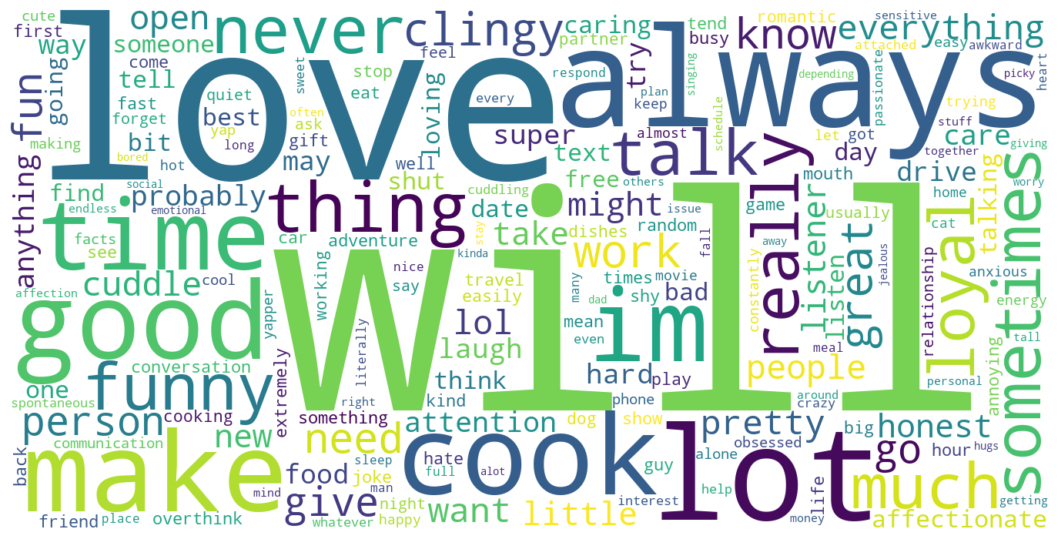 love
always
will
good
time
make
lot
cook
thing
really
im
never
clingy
talk
funny
sometimes
loyal
great
much
know
everything
work
pretty
give
need
want
little
person
cuddle
fun
anything
open
someone
way
first
cute
going
come
tell
fast
forget
making
bit
hot
bored
find
probably
endless
social
emotional
facts
see
affection
cool
quiet
yap
long
often
best
ask
gift
sweet
feel
stop
eat
may
well
loving
every
shut
super
text
respond
partner
caring
try
tend
busy
plan
keep
almost
singing
schedule
romantic
attached
depending
let
got
day
passionate
sensitive
easy
awkward
trying
stuff
care
together
picky
heart
giving
worry
drive
mouth
home
talking
usually
cat
listener
listen
jealous
relationship
anxious
energy
tall
personal
annoying
free
others
might
game
random
dishes
issue
fall
away
constantly
movie
cuddling
date
take
car
adventure
kinda
stay
nice
say
working
travel
easily
times
many
dad
shy
bad
mean
even
lol
laugh
hard
play
meal
people
think
kind
phone
around
crazy
literally
yapper
conversation
one
spontaneous
cooking
extremely
right
something
attention
dog
show
obsessed
big
honest
hour
hugs
go
getting
new
communication
back
friend
place
overthink
mind
food
sleep
hate
joke
full
alot
man
night
happy
whatever
guy
alone
interest
help
money
life
affectionate